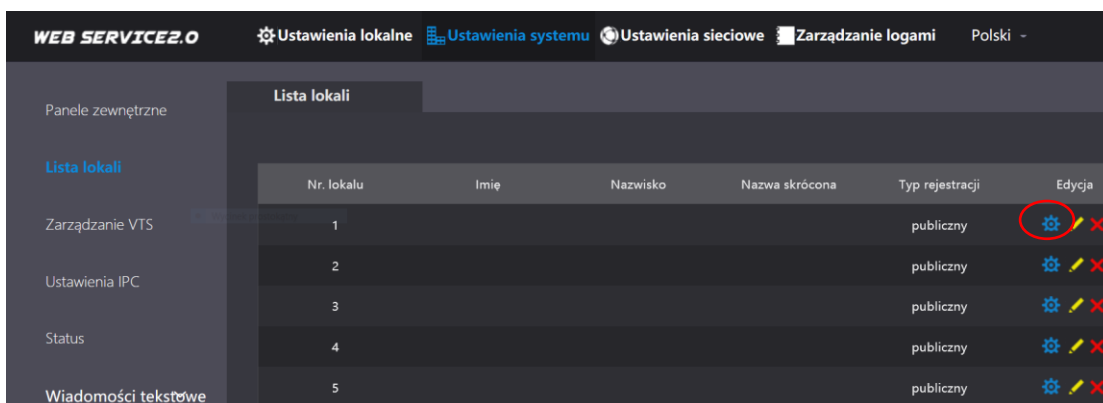 WEB SERVICE2.0 Ustawienia lokalne Ustawienia systemu Ustawienia sieciowe Zarządzanie logami Polski
Panele zewnętrzne
Lista lokali
Zarządzanie VTS
Ustawienia IPC
Status
Wiadomości tekstowe
Lista lokali
Nr. lokalu Imię Nazwisko Nazwa skrócona Typ rejestracji Edycja
1 publiczny
2 publiczny
3 publiczny
4 publiczny
5 publiczny